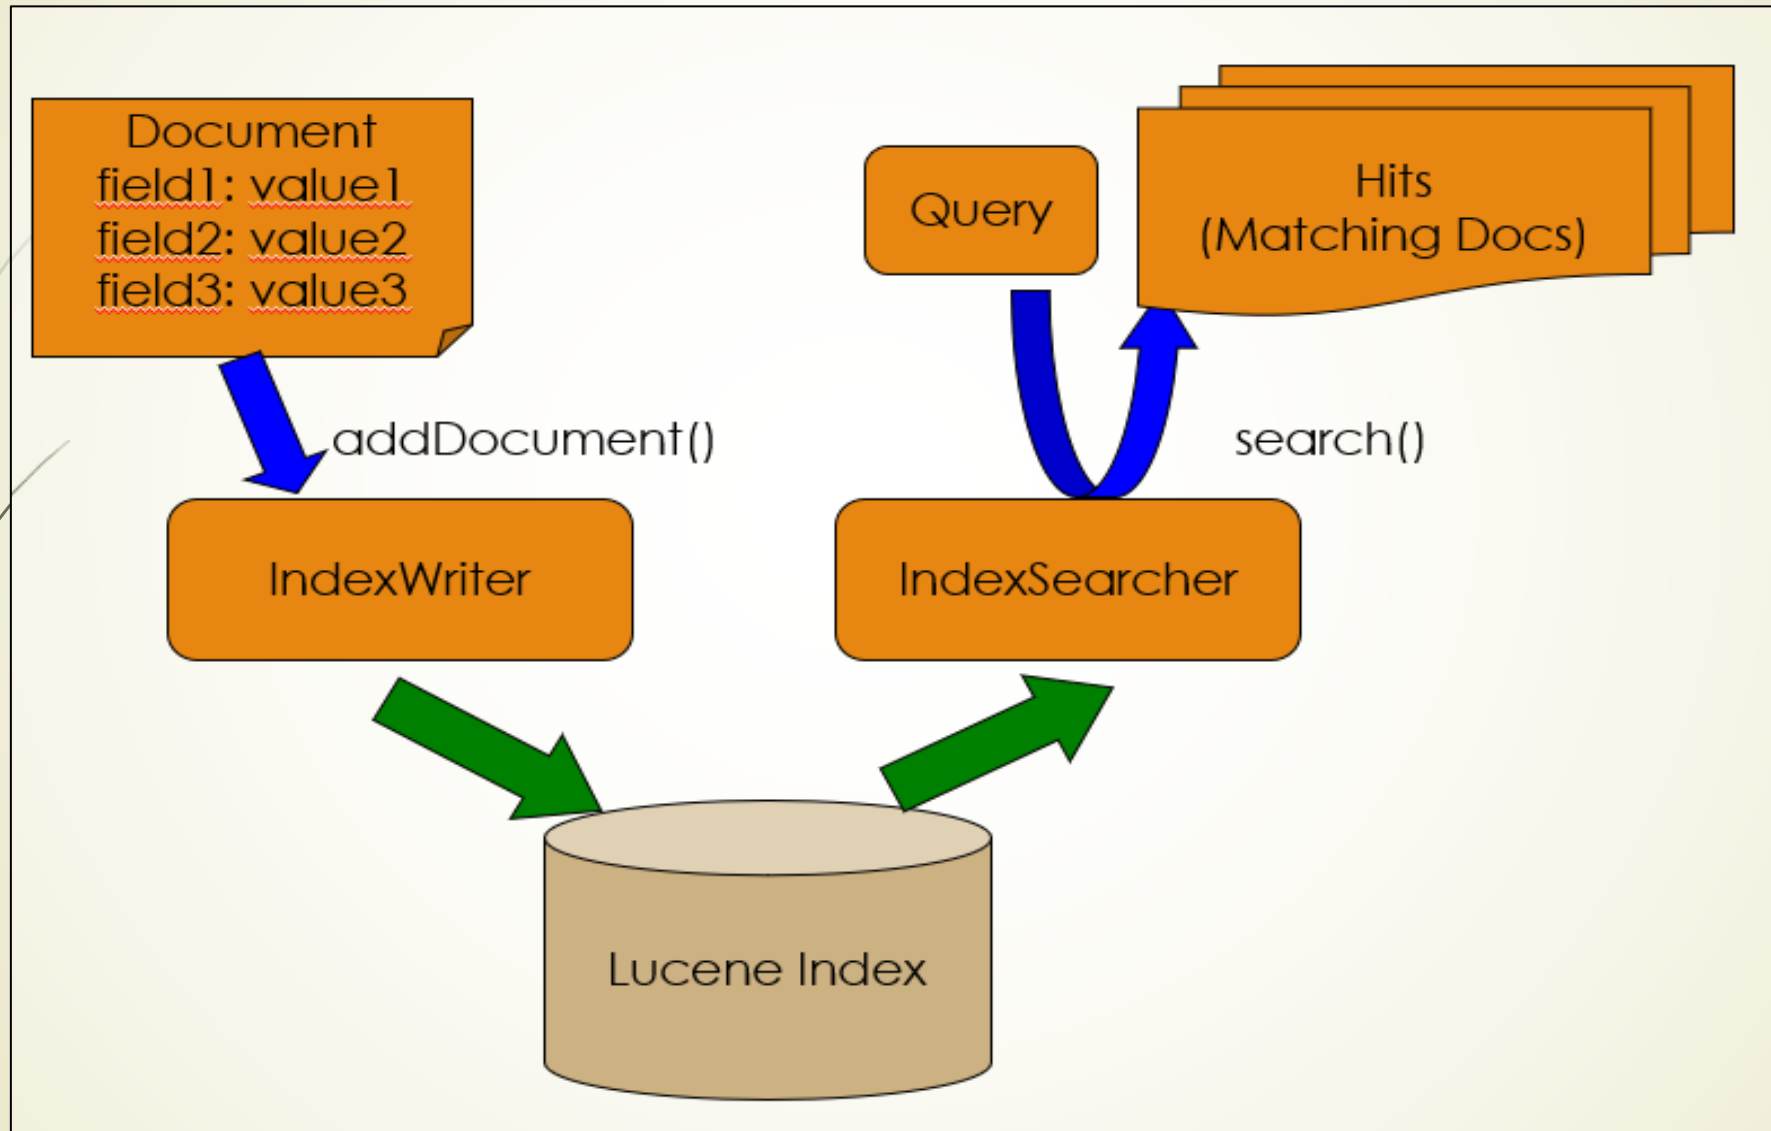 Document
field1: value1
field2: value2
field3: value3
addDocument()
IndexWriter
Query
Hits
(Matching Docs)
search()
IndexSearcher
Lucene Index